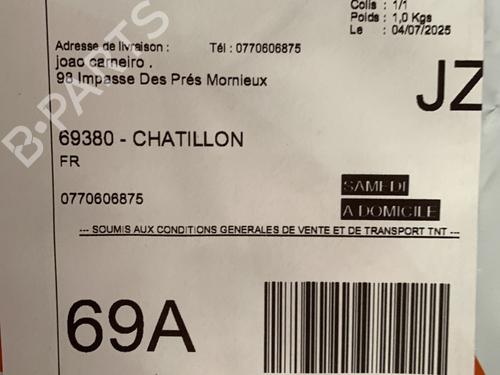 Colis : 1/1
Poids : 1,0 Kgs
Le : 04/07/2025
Adresse de livraison : Tél : 0770606875
joao carneiro .
98 Impasse Des Prés Mornieux
JZ
69380 - CHATILLON
FR
SAMEDI
0770606875
A DOMICILE
--- SOUMIS AUX CONDITIONS GENERALES DE VENTE ET DE TRANSPORT TNT ---
69A
B-PARTS